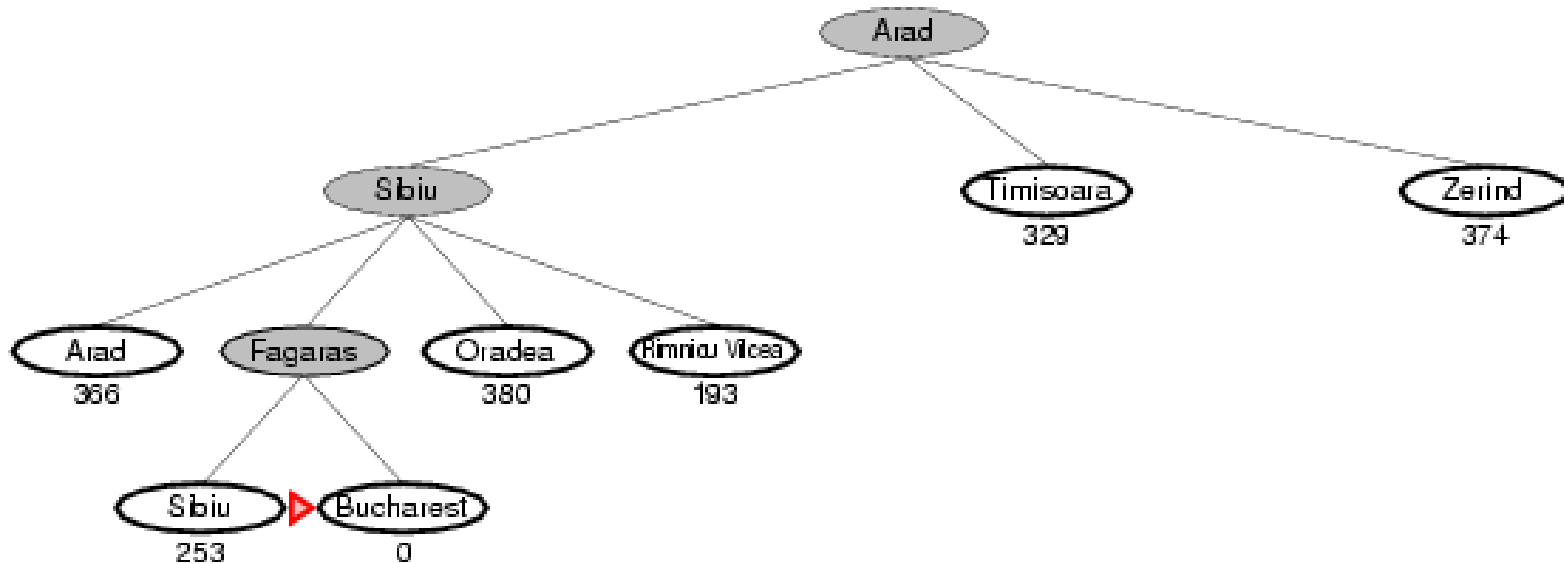 Arad
Sibiu
Timisoara
Zerind
329
374
Arad
Fagaras
Oradea
Rimnicu Vilcea
366
380
193
Sibiu
Bucharest
253
0